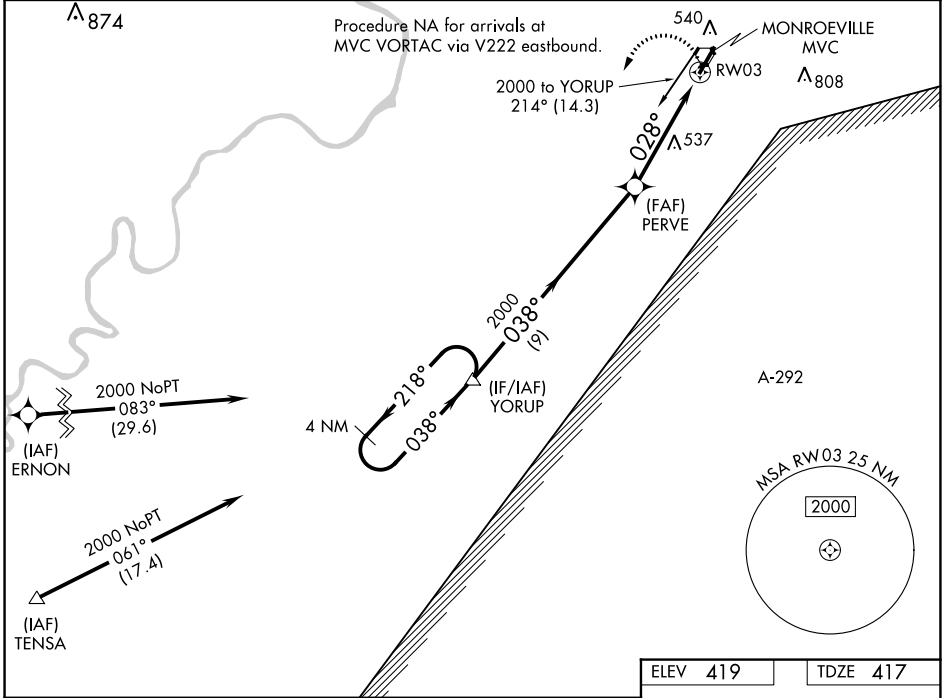 874
Procedure NA for arrivals at
MVC VORTAC via V222 eastbound.
540
MONROEVILLE
MVC
RW03
808
2000 to YORUP
214° (14.3)
028°
537
(FAF)
PERVE
2000
038°
(9)
218°
038°
4 NM
(IF/IAF)
YORUP
2000 NoPT
083°
(29.6)
(IAF)
ERNON
A-292
2000 NoPT
061°
(17.4)
(IAF)
TENSA
MSA RW03 25 NM
2000
ELEV 419
TDZE 417